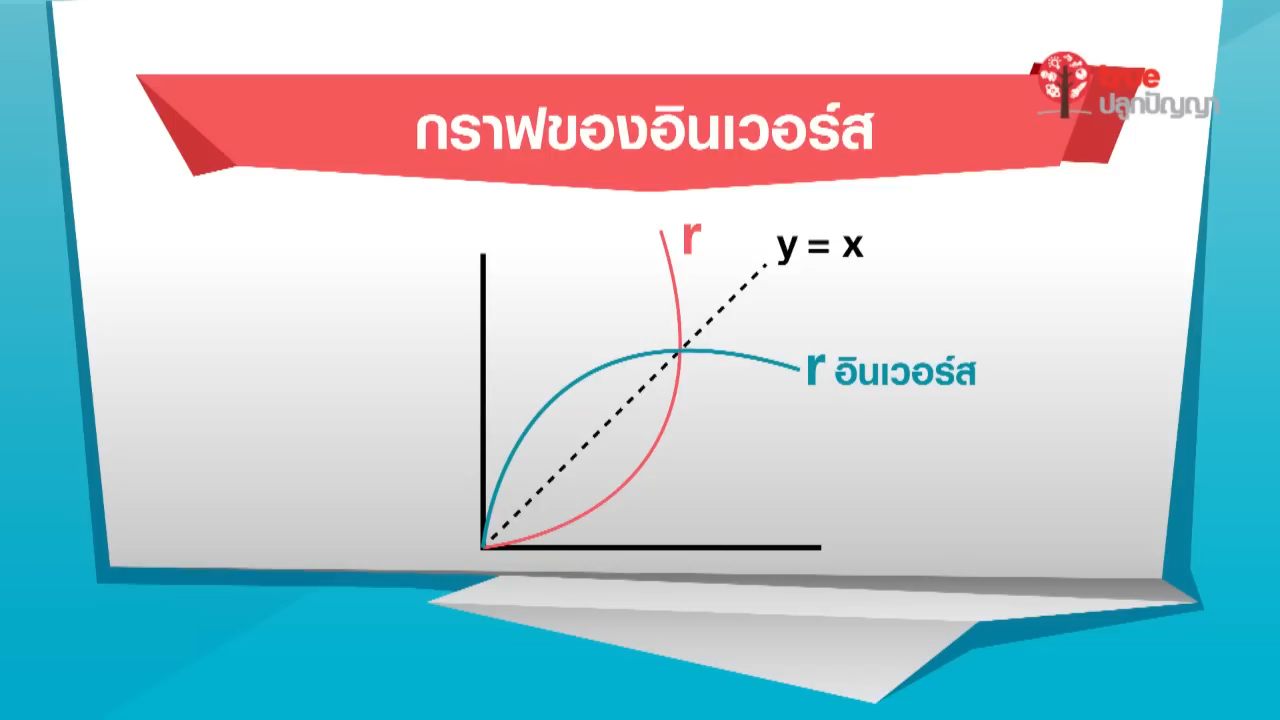 กราฟของอินเวอร์ส
true
ปลูกปัญญา
r
y = x
r อินเวอร์ส